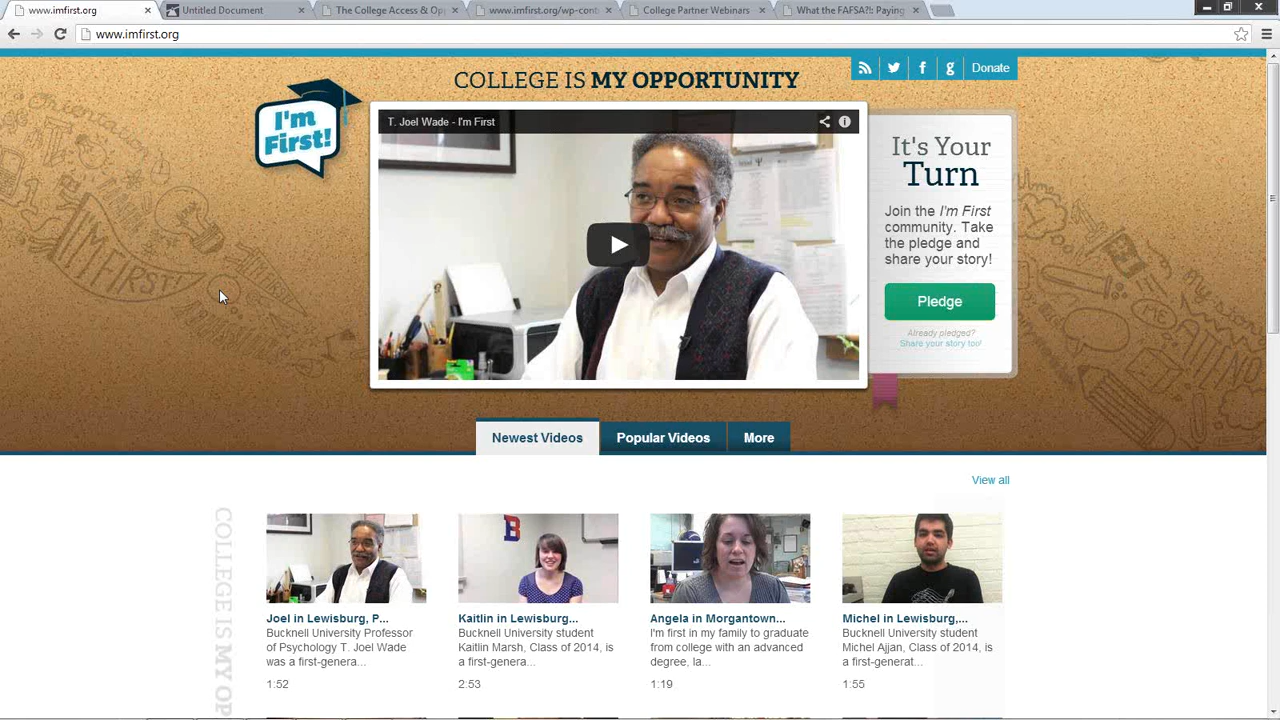 www.imfirst.org
Untitled Document
The College Access & Opp
www.imfirst.org/wp-cont
College Partner Webinars
What the FAFSA?!: Paying
www.imfirst.org
COLLEGE IS MY OPPORTUNITY
Donate
I'm
First!
T. Joel Wade - I'm First
It's Your
Turn
Join the I'm First
community. Take
the pledge and
share your story!
Pledge
Already pledged?
Share your story too!
IMFIRST
Newest Videos
Popular Videos
More
View all
COLLEGE IS MY OP
Joel in Lewisburg, P...
Bucknell University Professor
of Psychology T. Joel Wade
was a first-genera...
1:52
Kaitlin in Lewisburg...
Bucknell University student
Kaitlin Marsh, Class of 2014, is
a first-genera...
2:53
Angela in Morgantown...
I'm first in my family to graduate
from college with an advanced
degree, la...
1:19
Michel in Lewisburg,...
Bucknell University student
Michel Ajjan, Class of 2014, is
a first-generat...
1:55